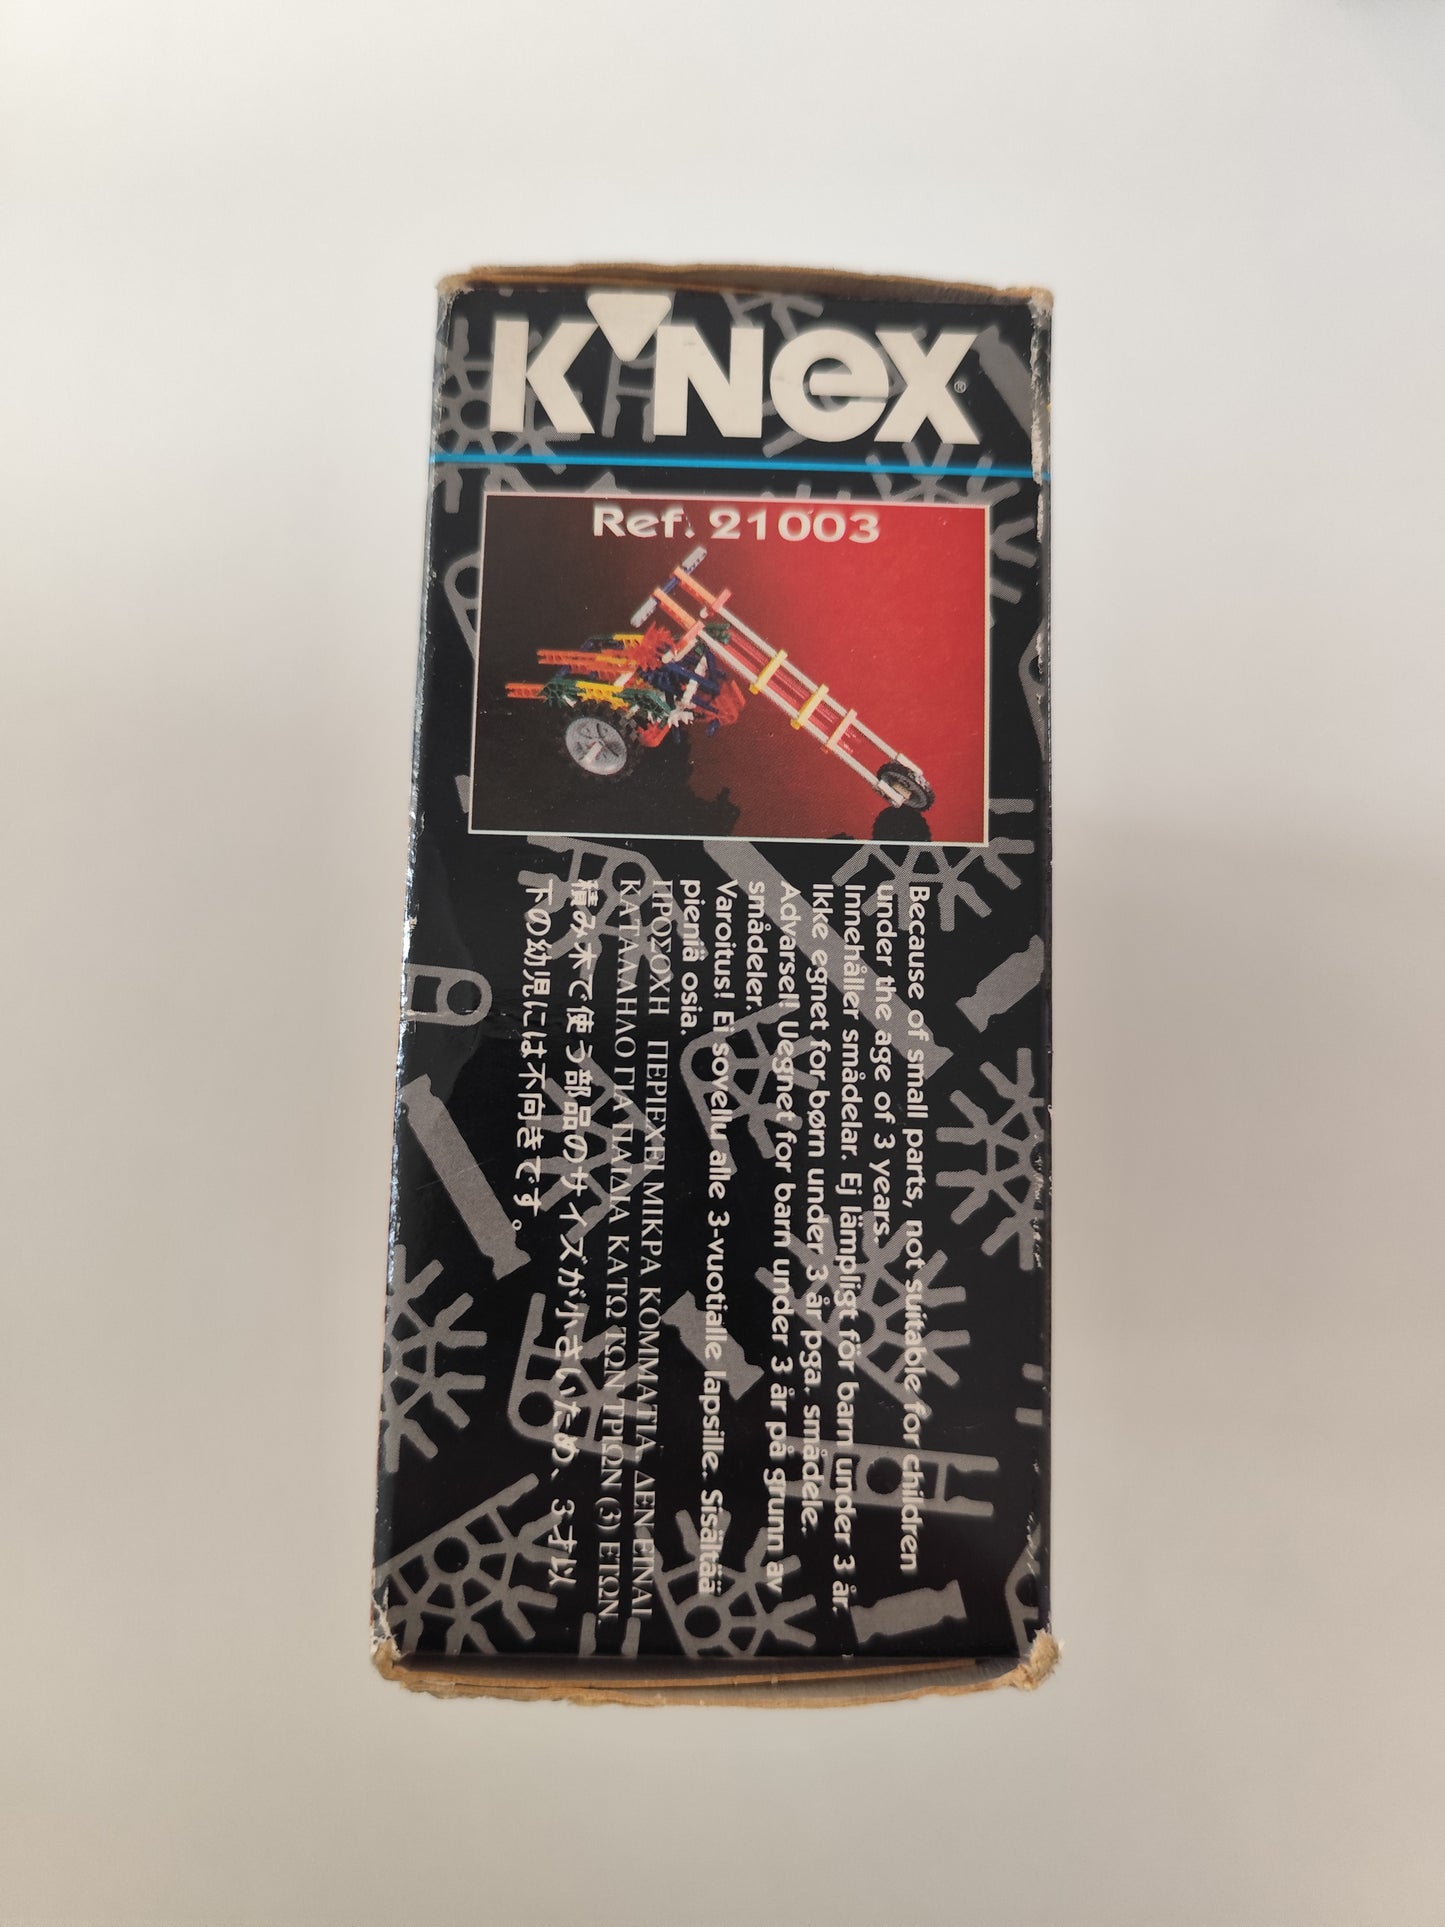 K'NEX®
Ref. 21003
Because of small parts, not suitable for children
under the age of 3 years.
Innehåller smådelar. Ej lämpligt för barn under 3 år.
Ikke egnet for børn under 3 år pga. smådele.
Advarsel! Uegnet for barn under 3 år på grunn av
smådeler.
Varoitus! Ei sovellu alle 3-vuotialle lapsille. Sisältää
pieniä osia.
ΠΡΟΣΟΧΗ ΠΕΡΙΕΧΕΙ ΜΙΚΡΑ ΚΟΜΜΑΤΙΑ, ΔΕΝ ΕΙΝΑΙ
ΚΑΤΑΛΛΗΛΟ ΓΙΑ ΠΑΙΔΙΑ ΚΑΤΩ ΤΩΝ ΤΡΙΩΝ (3) ΕΤΩΝ.
積み木で使う部品のサイズが小さいため、3才以
下の幼児には不向きです。